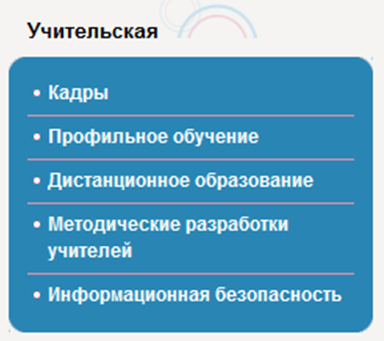 Учительская
• Кадры
• Профильное обучение
• Дистанционное образование
• Методические разработки
учителей
• Информационная безопасность